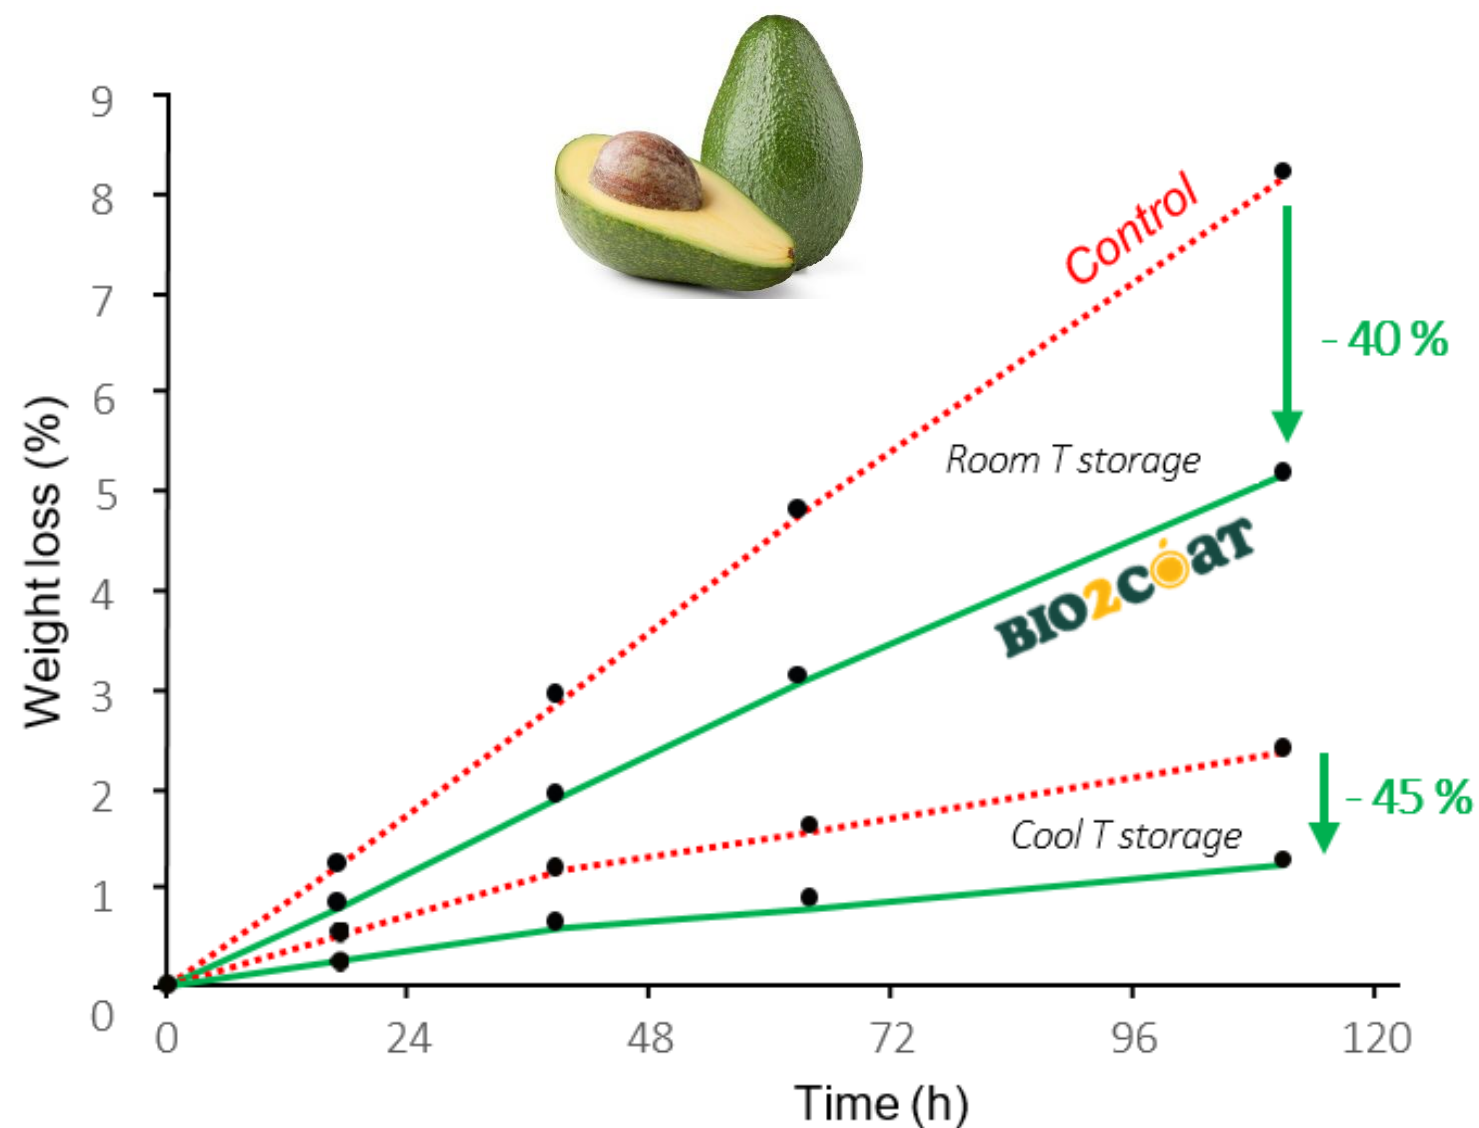 9
8
7
6
5
4
3
2
1
0
Weight loss (%)
Control
- 40 %
Room T storage
BIO2COAT
- 45 %
Cool T storage
0 24 48 72 96 120
Time (h)